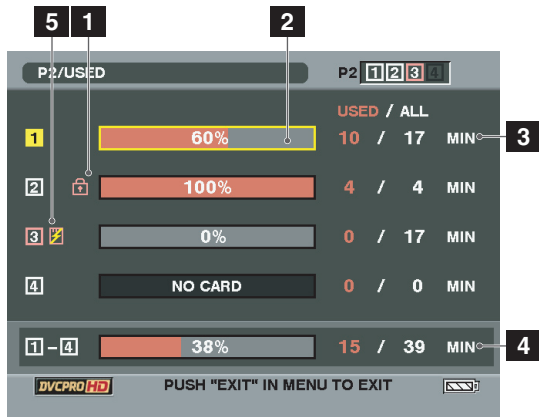 5 1 2
P2/USED P2 1 2 3 4
USED / ALL
1 60% 10 / 17 MIN 3
2 100% 4 / 4 MIN
3 0% 0 / 17 MIN
4 NO CARD 0 / 0 MIN
1 - 4 38% 15 / 39 MIN 4
DVCPRO HD PUSH "EXIT" IN MENU TO EXIT